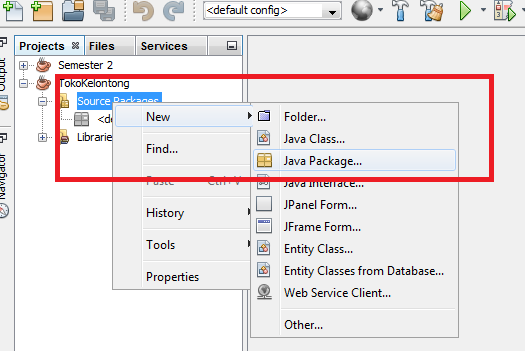 <default config>
Projects
Files
Services
Output
Navigator
Semester 2
TokoKelontong
Source Packages
<de
Libraries
New
Find...
Paste Ctrl+V
History
Tools
Properties
Folder...
Java Class...
Java Package...
Java Interface...
JPanel Form...
JFrame Form...
Entity Class...
Entity Classes from Database...
Web Service Client...
Other...